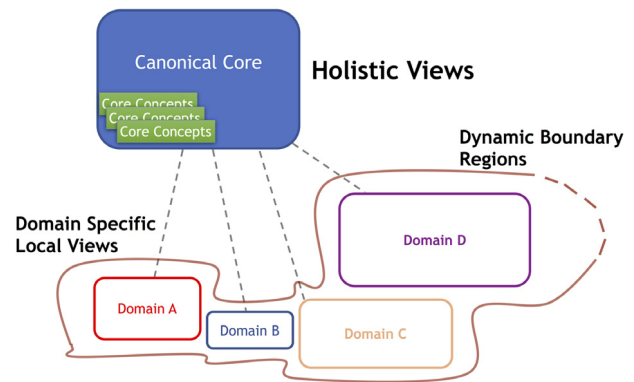 Canonical Core
Holistic Views
Core Concepts
Core Concepts
Core Concepts
Dynamic Boundary
Regions
Domain Specific
Local Views
Domain D
Domain A
Domain B
Domain C